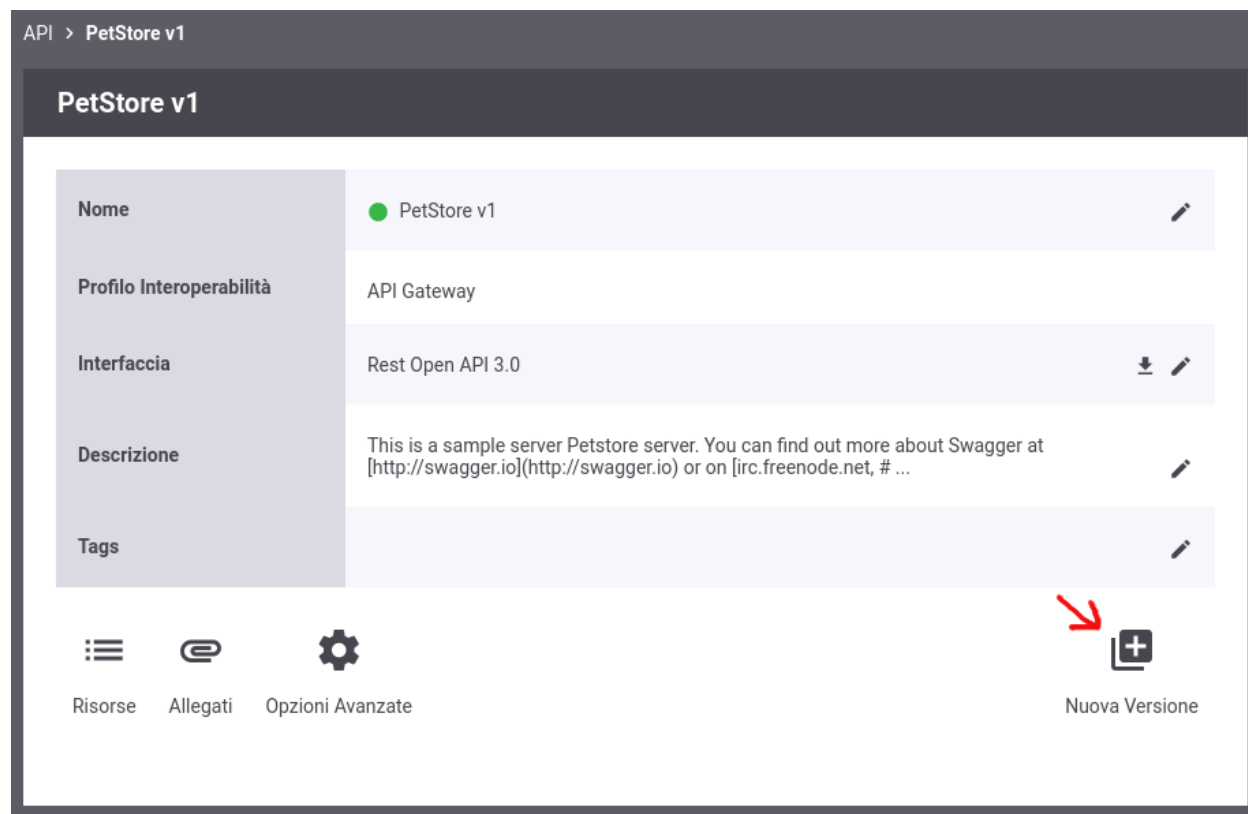 API > PetStore v1
PetStore v1
Nome
PetStore v1
Profilo Interoperabilità
API Gateway
Interfaccia
Rest Open API 3.0
Descrizione
This is a sample server Petstore server. You can find out more about Swagger at
[http://swagger.io](http://swagger.io) or on [irc.freenode.net, # ...
Tags
Risorse
Allegati
Opzioni Avanzate
Nuova Versione